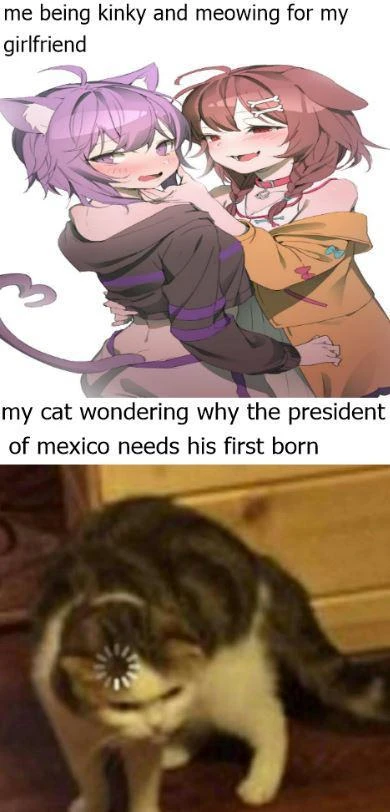 me being kinky and meowing for my
girlfriend
my cat wondering why the president
of mexico needs his first born